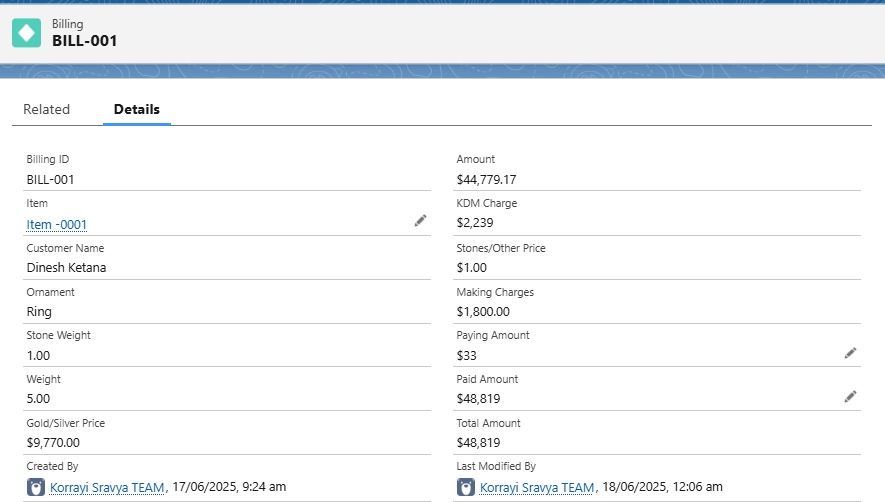 Billing
BILL-001
Related
Details
Billing ID
BILL-001
Item
Item -0001
Customer Name
Dinesh Ketana
Ornament
Ring
Stone Weight
1.00
Weight
5.00
Gold/Silver Price
$9,770.00
Created By
Korrayi Sravya TEAM, 17/06/2025, 9:24 am
Amount
$44,779.17
KDM Charge
$2,239
Stones/Other Price
$1.00
Making Charges
$1,800.00
Paying Amount
$33
Paid Amount
$48,819
Total Amount
$48,819
Last Modified By
Korrayi Sravya TEAM, 18/06/2025, 12:06 am